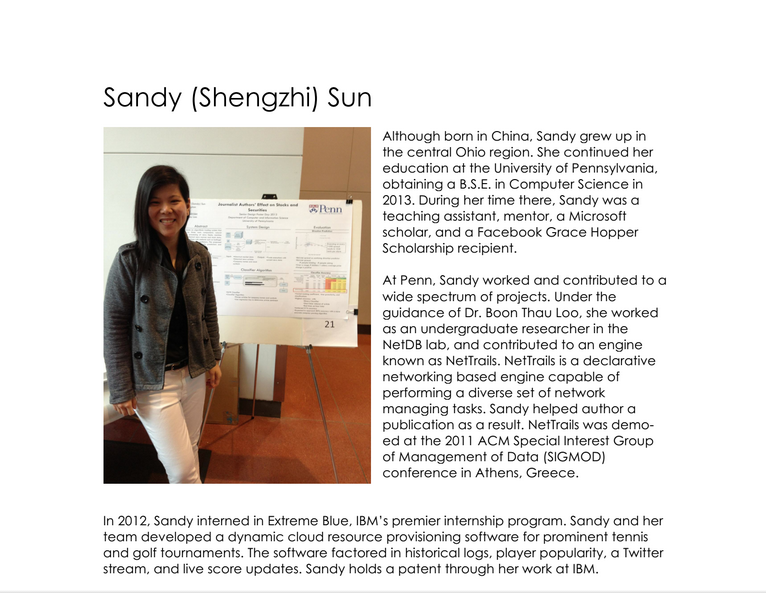 Sandy (Shengzhi) Sun
Journalist Authors' Effect on Stocks and
Securities
Penn
Abstract
System Design
Evaluation
Classifier Algorithm
21
Although born in China, Sandy grew up in
the central Ohio region. She continued her
education at the University of Pennsylvania,
obtaining a B.S.E. in Computer Science in
2013. During her time there, Sandy was a
teaching assistant, mentor, a Microsoft
scholar, and a Facebook Grace Hopper
Scholarship recipient.
At Penn, Sandy worked and contributed to a
wide spectrum of projects. Under the
guidance of Dr. Boon Thau Loo, she worked
as an undergraduate researcher in the
NetDB lab, and contributed to an engine
known as NetTrails. NetTrails is a declarative
networking based engine capable of
performing a diverse set of network
managing tasks. Sandy helped author a
publication as a result. NetTrails was demo-
ed at the 2011 ACM Special Interest Group
of Management of Data (SIGMOD)
conference in Athens, Greece.
In 2012, Sandy interned in Extreme Blue, IBM's premier internship program. Sandy and her
team developed a dynamic cloud resource provisioning software for prominent tennis
and golf tournaments. The software factored in historical logs, player popularity, a Twitter
stream, and live score updates. Sandy holds a patent through her work at IBM.